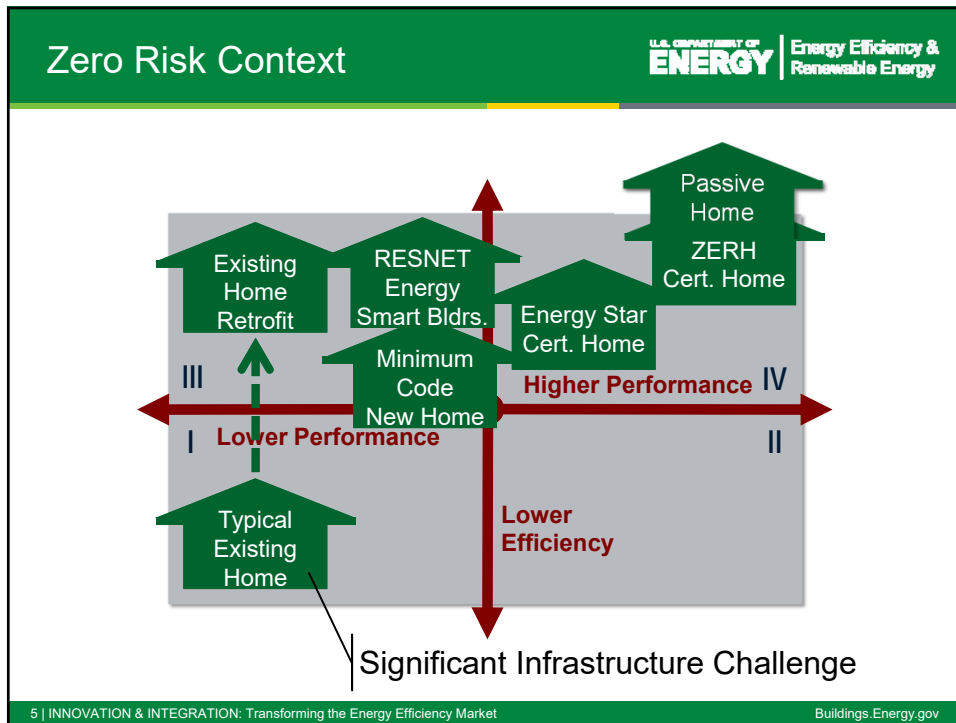 Zero Risk Context
U.S. DEPARTMENT OF
ENERGY
Energy Efficiency &
Renewable Energy
Passive
Home
ZERH
Cert. Home
Existing
Home
Retrofit
RESNET
Energy
Smart Bldrs.
Energy Star
Cert. Home
Minimum
Code
New Home
III
Higher Performance
IV
I
Lower Performance
II
Typical
Existing
Home
Lower
Efficiency
Significant Infrastructure Challenge
5 | INNOVATION & INTEGRATION: Transforming the Energy Efficiency Market
Buildings.Energy.gov